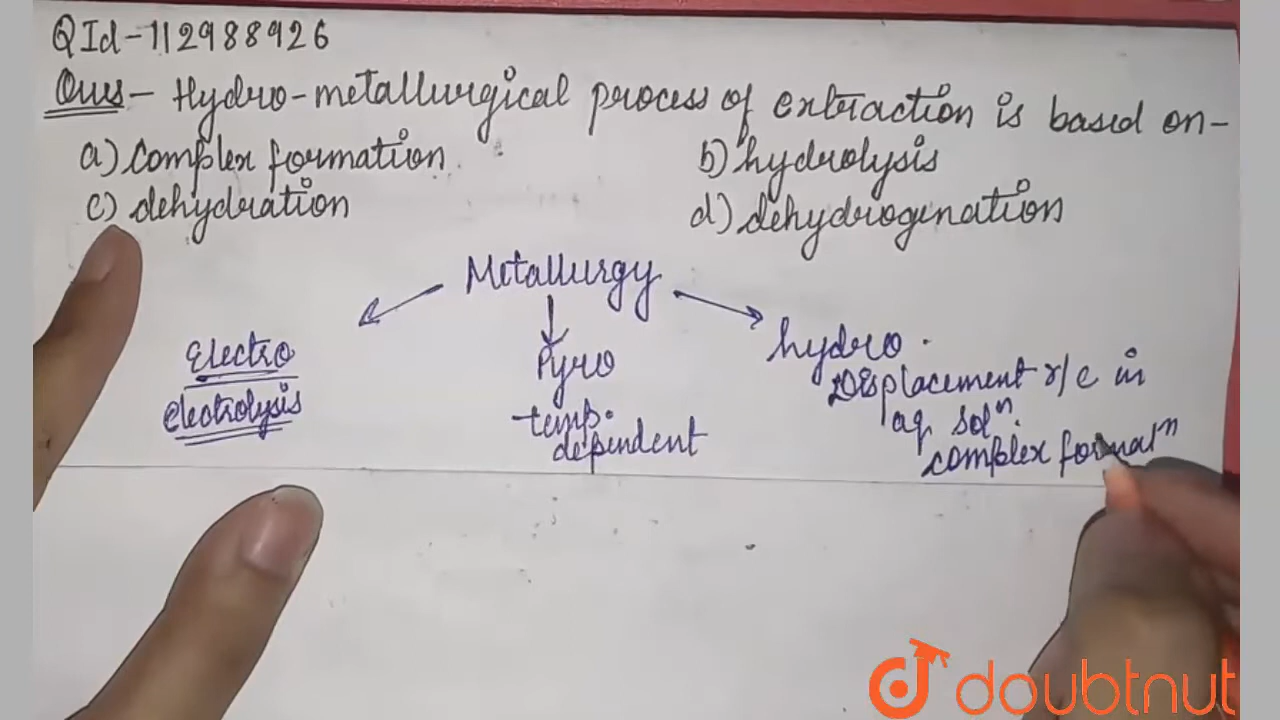 QId-112988926
Ques - Hydro-metallurgical process of extraction is based on-
a) complex formation
b) hydrolysis
c) dehydration
d) dehydrogenation
Metallurgy
Electro
Electrolysis
Pyro
temp.
dependent
hydro.
Displacement r/c in
aq solⁿ.
complex formatⁿ
doubtnut